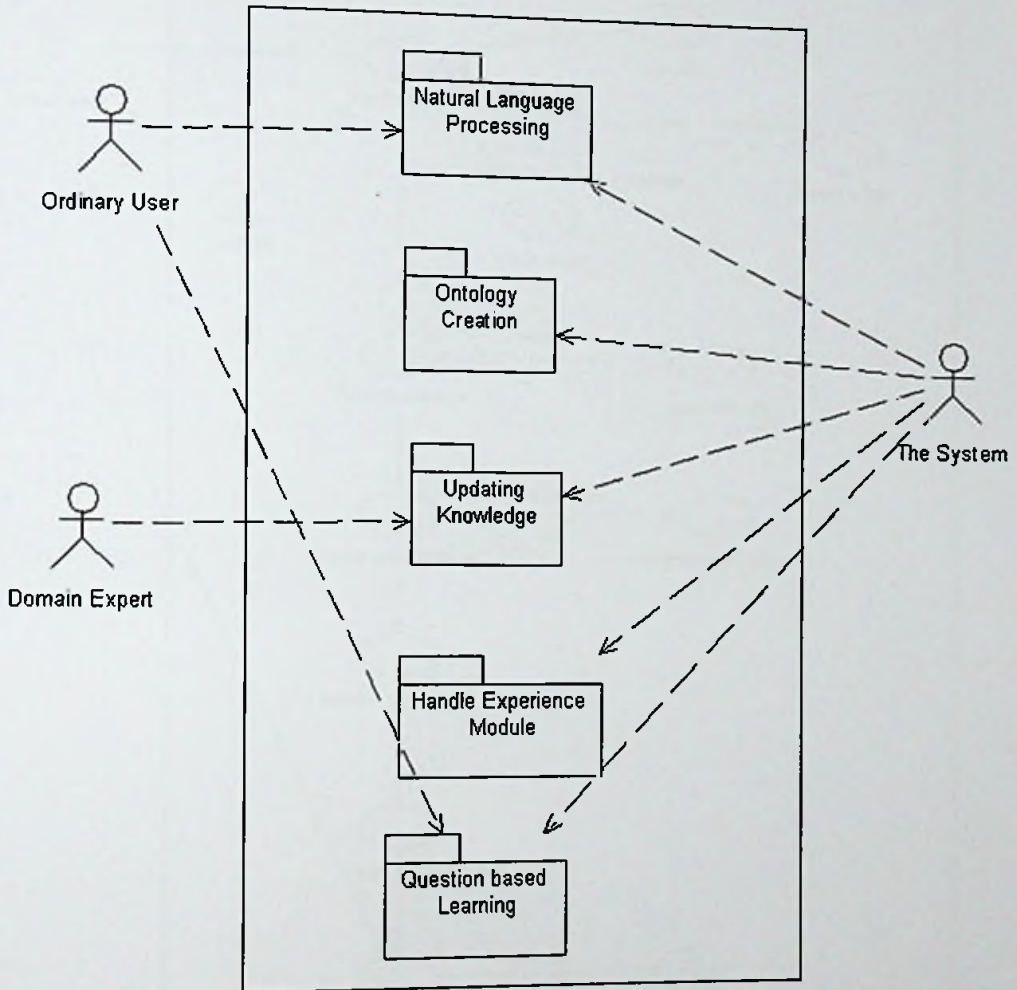 Natural Language
Processing
Ordinary User
Ontology
Creation
The System
Updating
Knowledge
Domain Expert
Handle Experience
Module
Question based
Learning